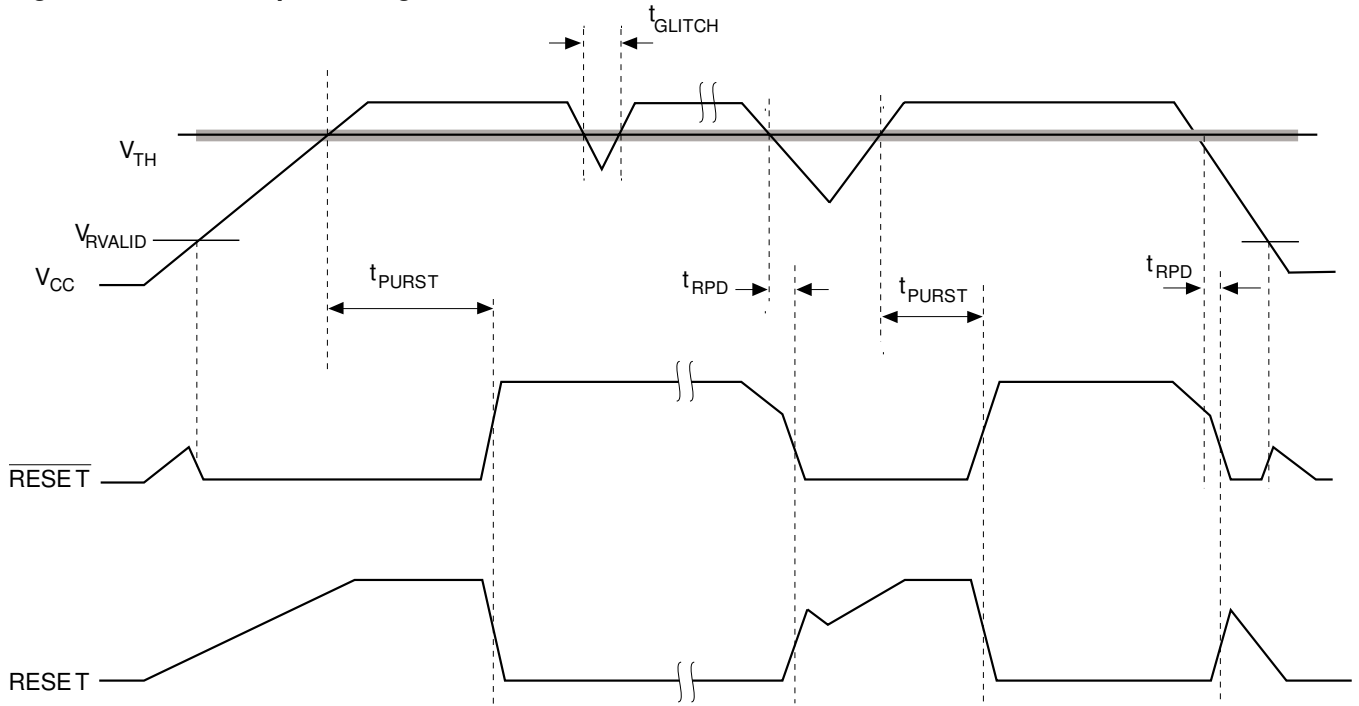 tGLITCH
VTH
VRVALID
VCC
tPURST
tRPD
tPURST
tRPD
RESET
RESET